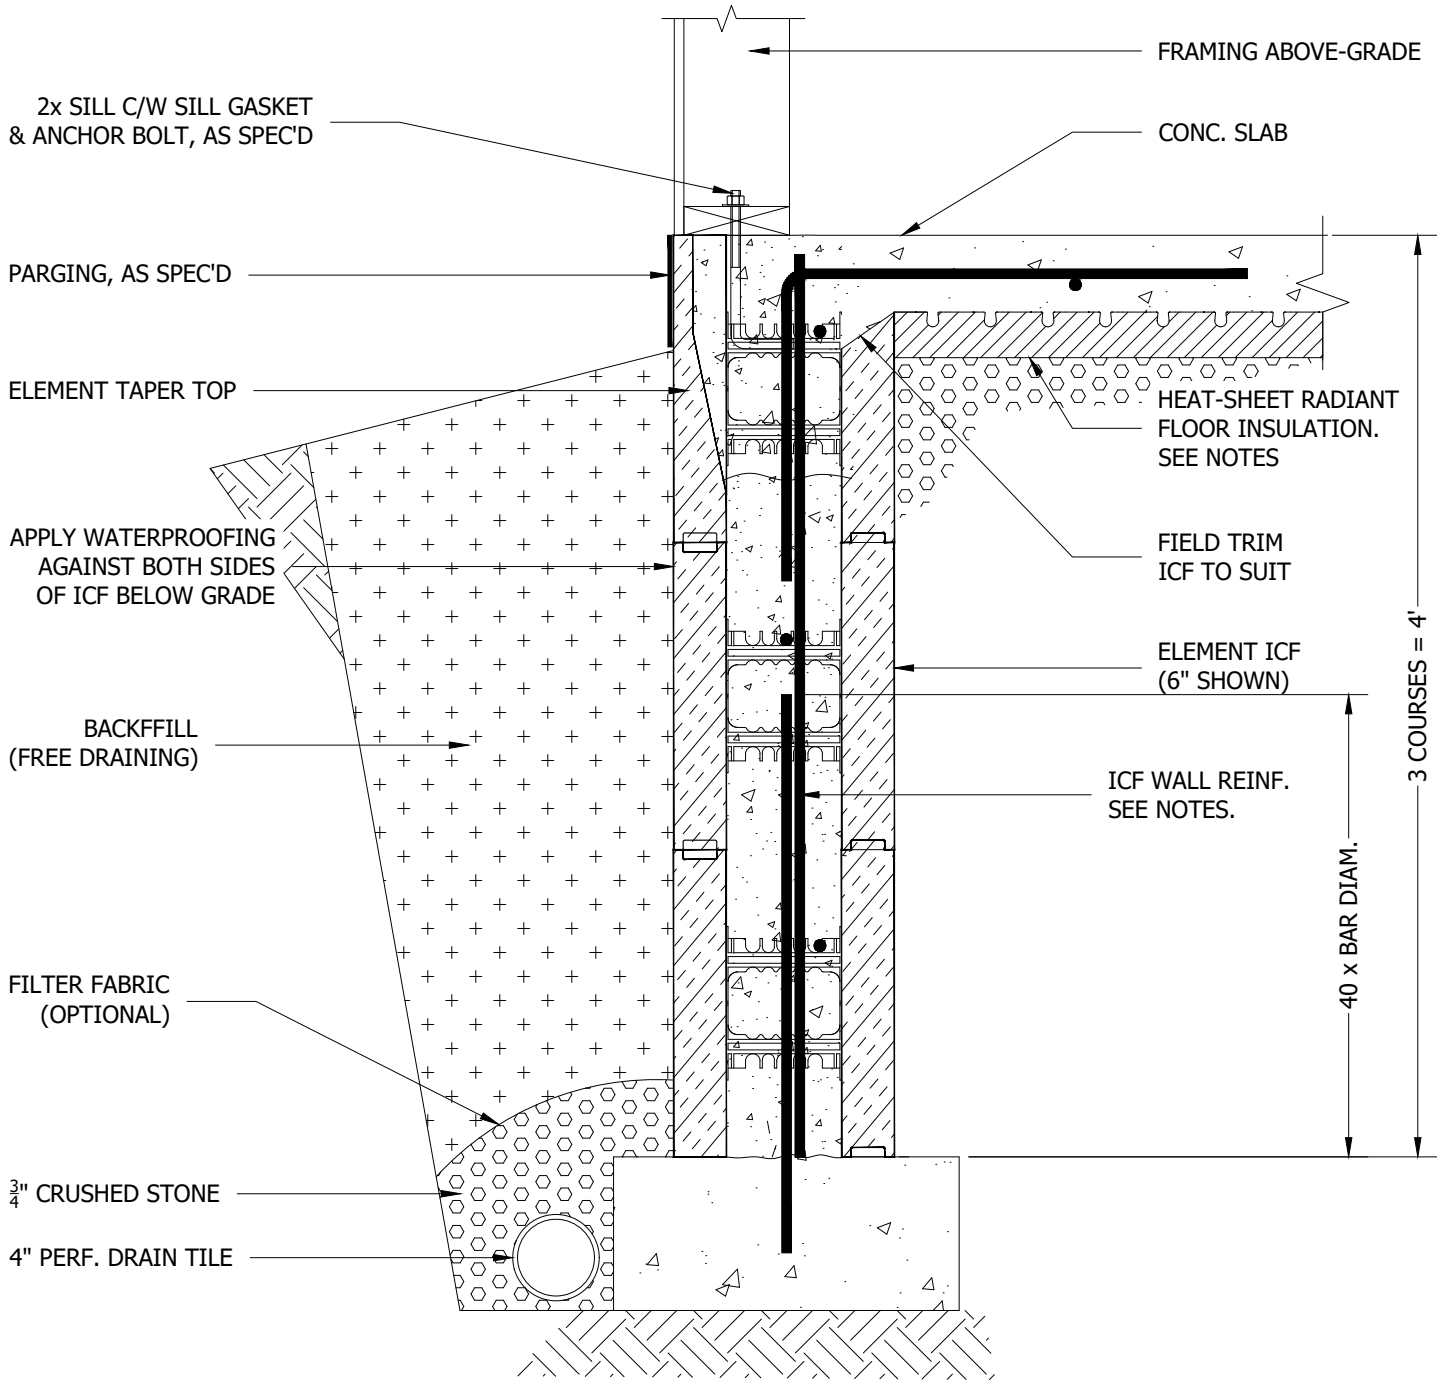 FRAMING ABOVE-GRADE
2x SILL C/W SILL GASKET
& ANCHOR BOLT, AS SPEC'D
CONC. SLAB
PARGING, AS SPEC'D
ELEMENT TAPER TOP
HEAT-SHEET RADIANT
FLOOR INSULATION.
SEE NOTES
APPLY WATERPROOFING
AGAINST BOTH SIDES
OF ICF BELOW GRADE
FIELD TRIM
ICF TO SUIT
ELEMENT ICF
(6" SHOWN)
3 COURSES = 4'
BACKFFILL
(FREE DRAINING)
ICF WALL REINF.
SEE NOTES.
40 x BAR DIAM.
FILTER FABRIC
(OPTIONAL)
3/4" CRUSHED STONE
4" PERF. DRAIN TILE